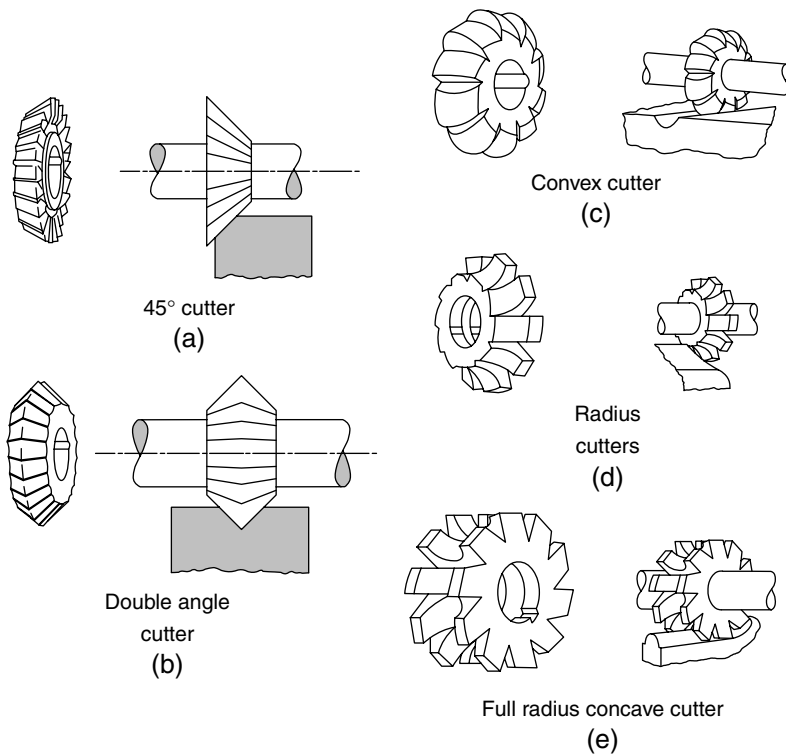 45° cutter
(a)
Double angle
cutter
(b)
Convex cutter
(c)
Radius
cutters
(d)
Full radius concave cutter
(e)